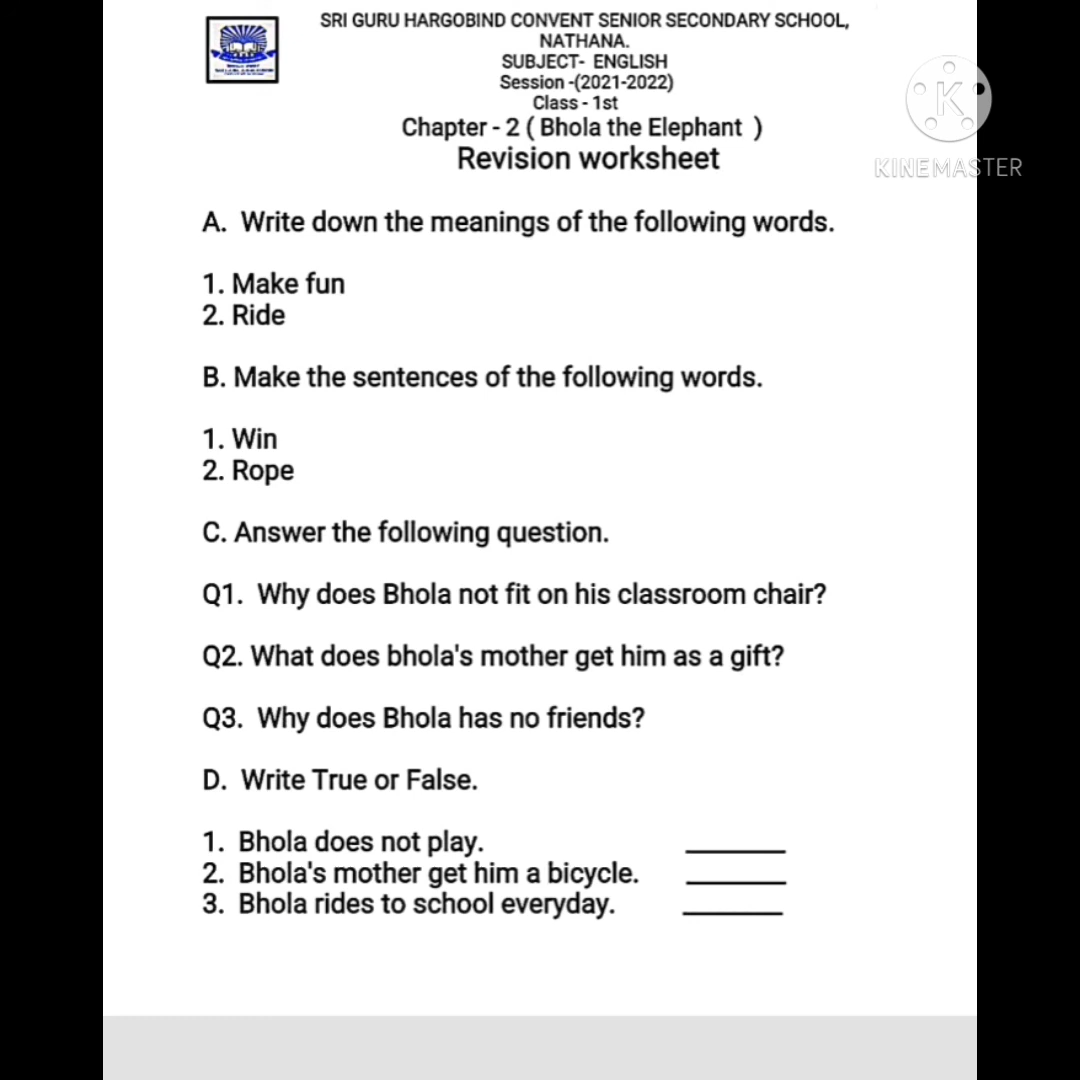 SRI GURU HARGOBIND CONVENT SENIOR SECONDARY SCHOOL,
NATHANA.
SUBJECT- ENGLISH
Session -(2021-2022)
Class - 1st
Chapter - 2 ( Bhola the Elephant )
Revision worksheet
K
KINEMASTER
A. Write down the meanings of the following words.
1. Make fun
2. Ride
B. Make the sentences of the following words.
1. Win
2. Rope
C. Answer the following question.
Q1. Why does Bhola not fit on his classroom chair?
Q2. What does bhola's mother get him as a gift?
Q3. Why does Bhola has no friends?
D. Write True or False.
1. Bhola does not play. ________
2. Bhola's mother get him a bicycle. ________
3. Bhola rides to school everyday. ________